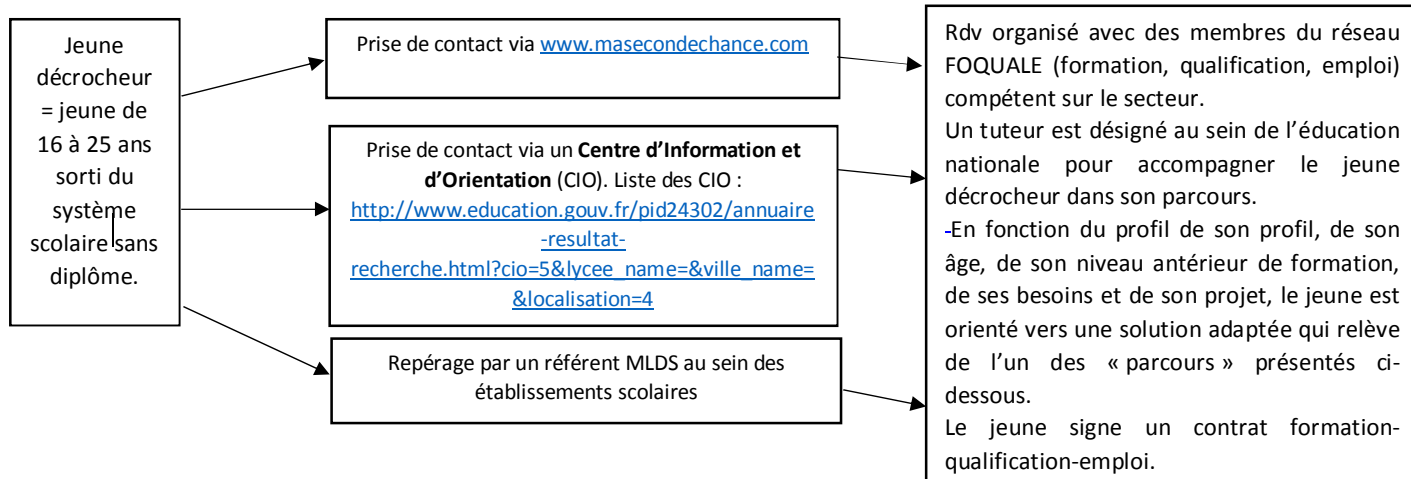 Jeune
décrocheur
= jeune de
16 à 25 ans
sorti du
système
scolaire sans
diplôme.
Prise de contact via www.masecondechance.com
Prise de contact via un Centre d’Information et
d’Orientation (CIO). Liste des CIO :
http://www.education.gouv.fr/pid24302/annuaire
-resultat-
recherche.html?cio=5&lycee_name=&ville_name=
&localisation=4
Repérage par un référent MLDS au sein des
établissements scolaires
Rdv organisé avec des membres du réseau
FOQUALE (formation, qualification, emploi)
compétent sur le secteur.
Un tuteur est désigné au sein de l’éducation
nationale pour accompagner le jeune
décrocheur dans son parcours.
-En fonction du profil de son profil, de son
âge, de son niveau antérieur de formation,
de ses besoins et de son projet, le jeune est
orienté vers une solution adaptée qui relève
de l’un des « parcours » présentés ci-
dessous.
Le jeune signe un contrat formation-
qualification-emploi.